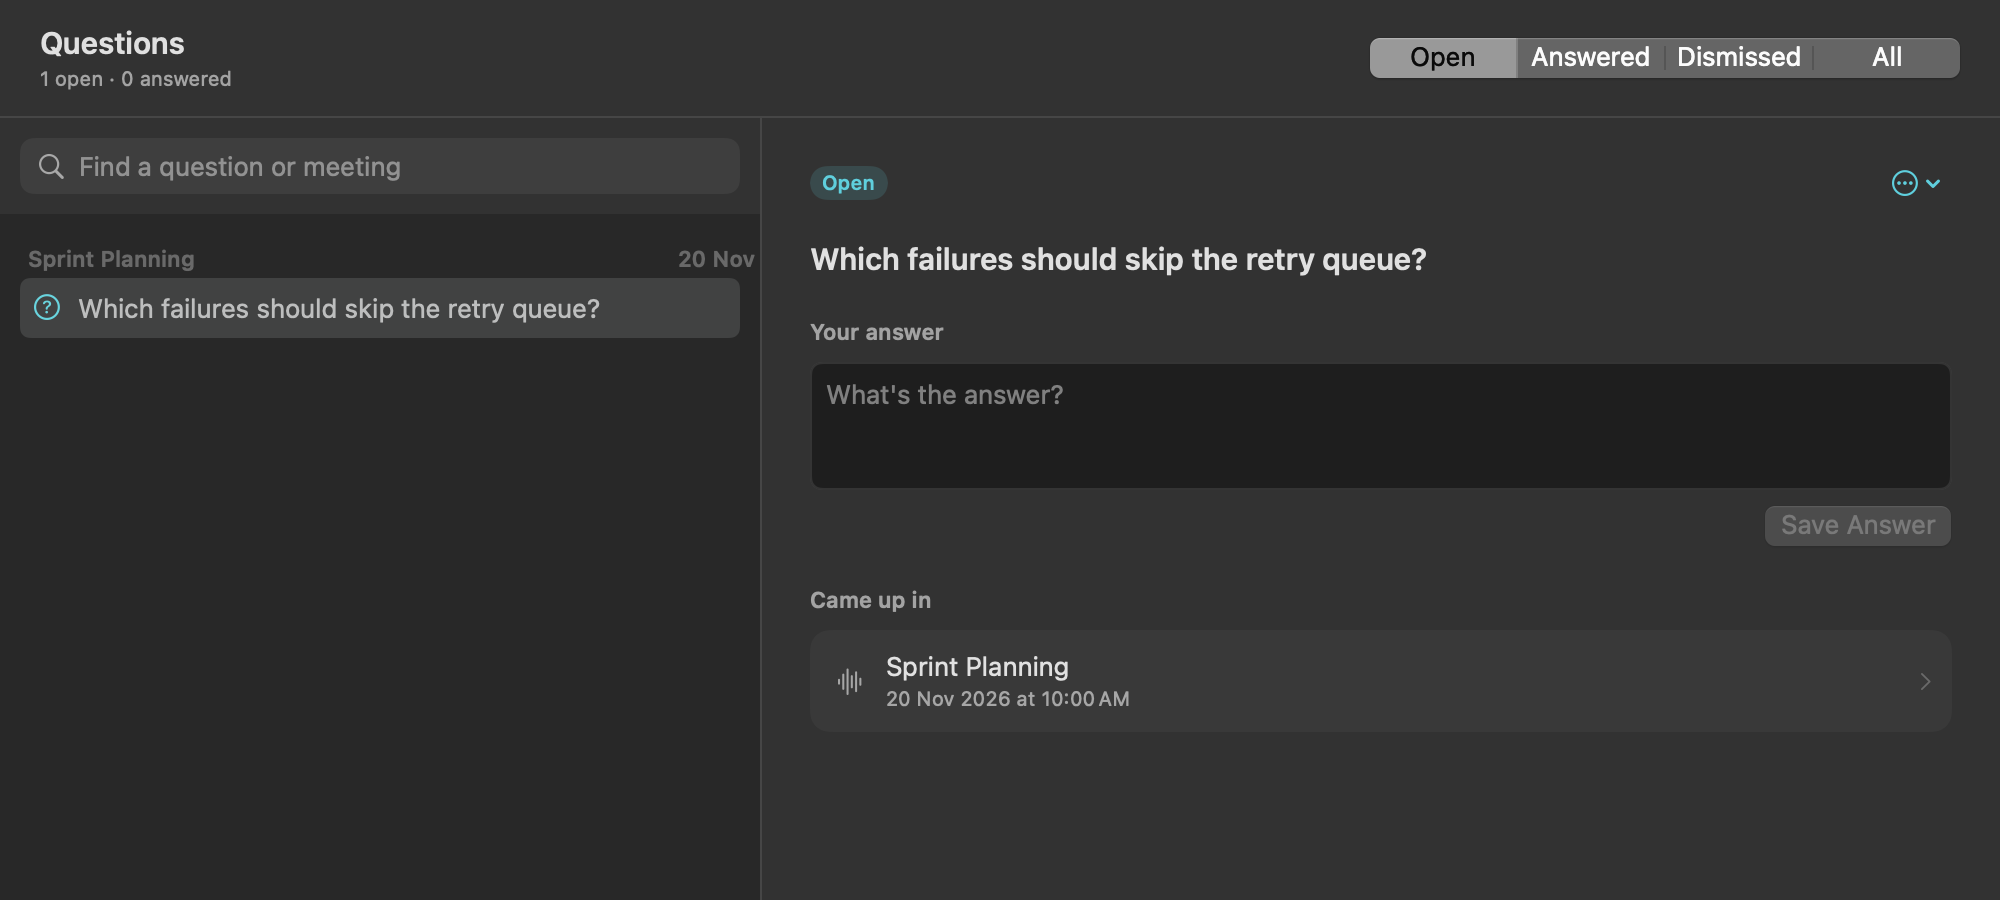 Questions
1 open · 0 answered
Open
Answered
Dismissed
All
Find a question or meeting
Sprint Planning
20 Nov
Which failures should skip the retry queue?
Open
Which failures should skip the retry queue?
Your answer
What's the answer?
Save Answer
Came up in
Sprint Planning
20 Nov 2026 at 10:00 AM